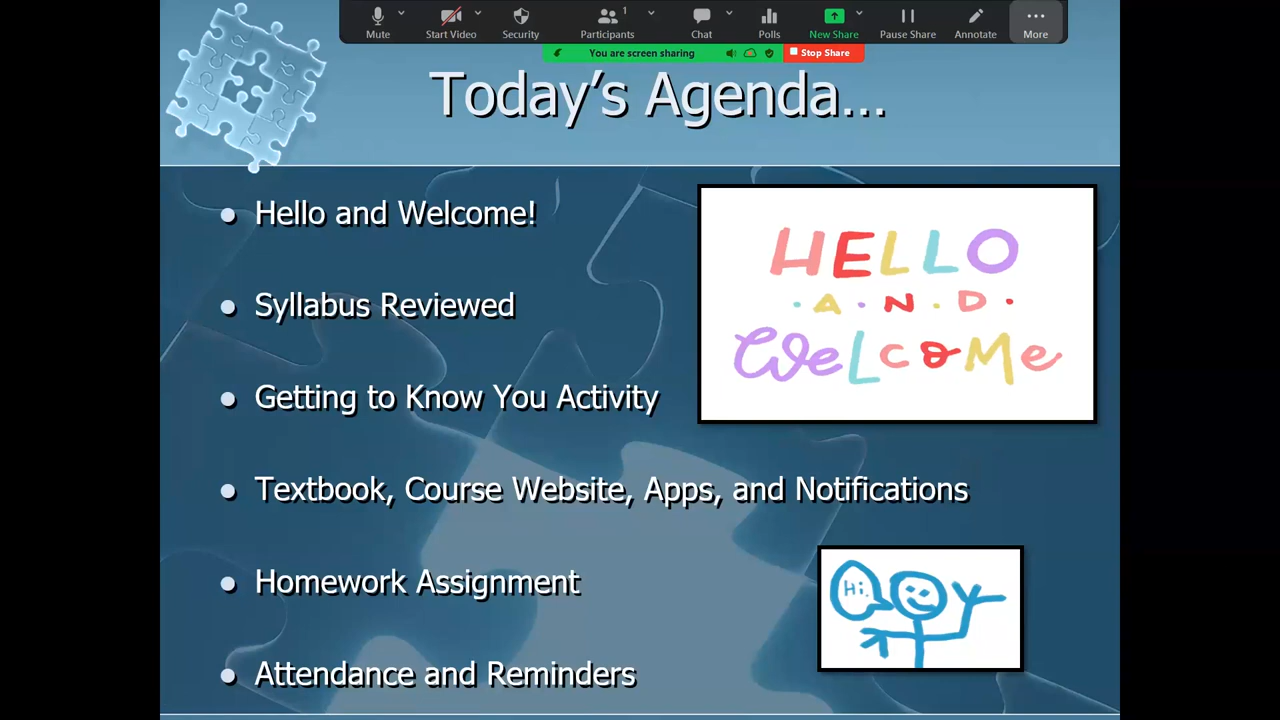 1
Mute
Start Video
Security
Participants
Chat
Polls
New Share
Pause Share
Annotate
More
You are screen sharing
Stop Share
Today's Agenda...
Hello and Welcome!
Syllabus Reviewed
Getting to Know You Activity
Textbook, Course Website, Apps, and Notifications
Homework Assignment
Attendance and Reminders
HELLO
· A · N · D ·
WeLcoMe
Hi.